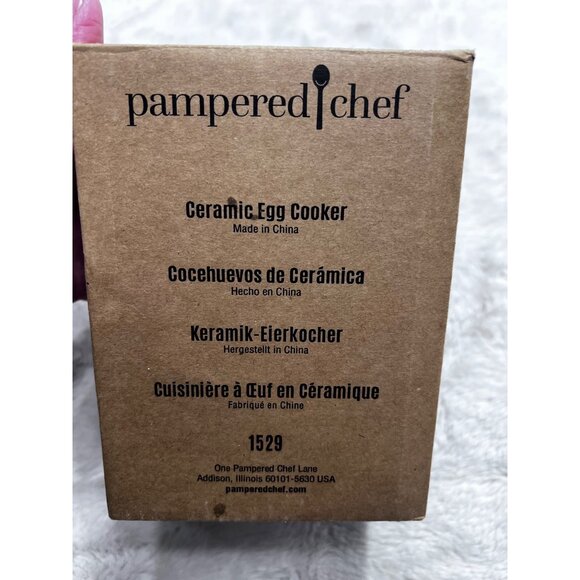 pampered chef
Ceramic Egg Cooker
Made in China
Cocehuevos de Cerámica
Hecho en China
Keramik-Eierkocher
Hergestellt in China
Cuisinière à Œuf en Céramique
Fabriqué en Chine
1529
One Pampered Chef Lane
Addison, Illinois 60101-5630 USA
pamperedchef.com